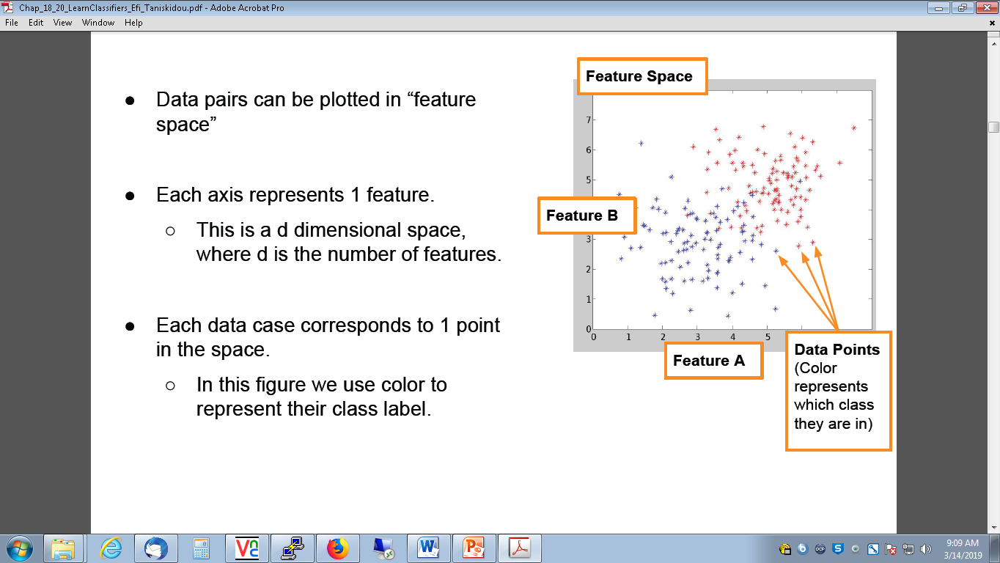 Chap_18_20_LearnClassifiers_Efi_Taniskidou.pdf - Adobe Acrobat Pro
File Edit View Window Help
● Data pairs can be plotted in “feature
space”
● Each axis represents 1 feature.
○ This is a d dimensional space,
where d is the number of features.
● Each data case corresponds to 1 point
in the space.
○ In this figure we use color to
represent their class label.
Feature Space
7
6
5
Feature B
3
2
1
0
0 1 2 3 4 5
Feature A
Data Points
(Color
represents
which class
they are in)
VNC
W
P
b
DCP
S
9:09 AM
3/14/2019